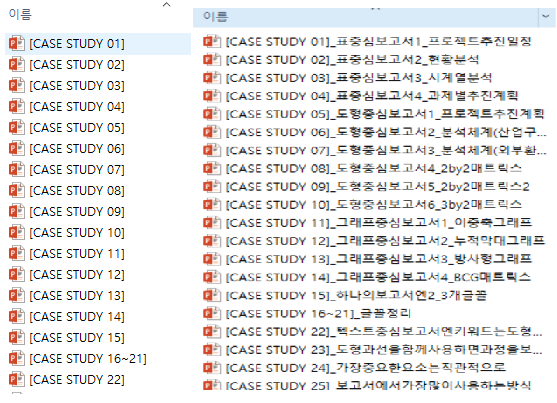 이름
[CASE STUDY 01]
[CASE STUDY 02]
[CASE STUDY 03]
[CASE STUDY 04]
[CASE STUDY 05]
[CASE STUDY 06]
[CASE STUDY 07]
[CASE STUDY 08]
[CASE STUDY 09]
[CASE STUDY 10]
[CASE STUDY 11]
[CASE STUDY 12]
[CASE STUDY 13]
[CASE STUDY 14]
[CASE STUDY 15]
[CASE STUDY 16~21]
[CASE STUDY 22]
이름
[CASE STUDY 01]_표중심보고서1_프로젝트추진일정
[CASE STUDY 02]_표중심보고서2_현황분석
[CASE STUDY 03]_표중심보고서3_시계열분석
[CASE STUDY 04]_표중심보고서4_과제별추진계획
[CASE STUDY 05]_도형중심보고서1_프로젝트추진계획
[CASE STUDY 06]_도형중심보고서2_분석체계(산업구...
[CASE STUDY 07]_도형중심보고서3_분석체계(외부환...
[CASE STUDY 08]_도형중심보고서4_2by2매트릭스
[CASE STUDY 09]_도형중심보고서5_2by2매트릭스2
[CASE STUDY 10]_도형중심보고서6_3by2매트릭스
[CASE STUDY 11]_그래프중심보고서1_이중축그래프
[CASE STUDY 12]_그래프중심보고서2_누적막대그래프
[CASE STUDY 13]_그래프중심보고서3_방사형그래프
[CASE STUDY 14]_그래프중심보고서4_BCG매트릭스
[CASE STUDY 15]_하나의보고서엔2_3개글꼴
[CASE STUDY 16~21]_글꼴정리
[CASE STUDY 22]_텍스트중심보고서엔키워드는도형...
[CASE STUDY 23]_도형과선을함께사용하면과정을보...
[CASE STUDY 24]_가장중요한요소는직관적으로
[CASE STUDY 25]_보고서에서가장많이사용하는방식